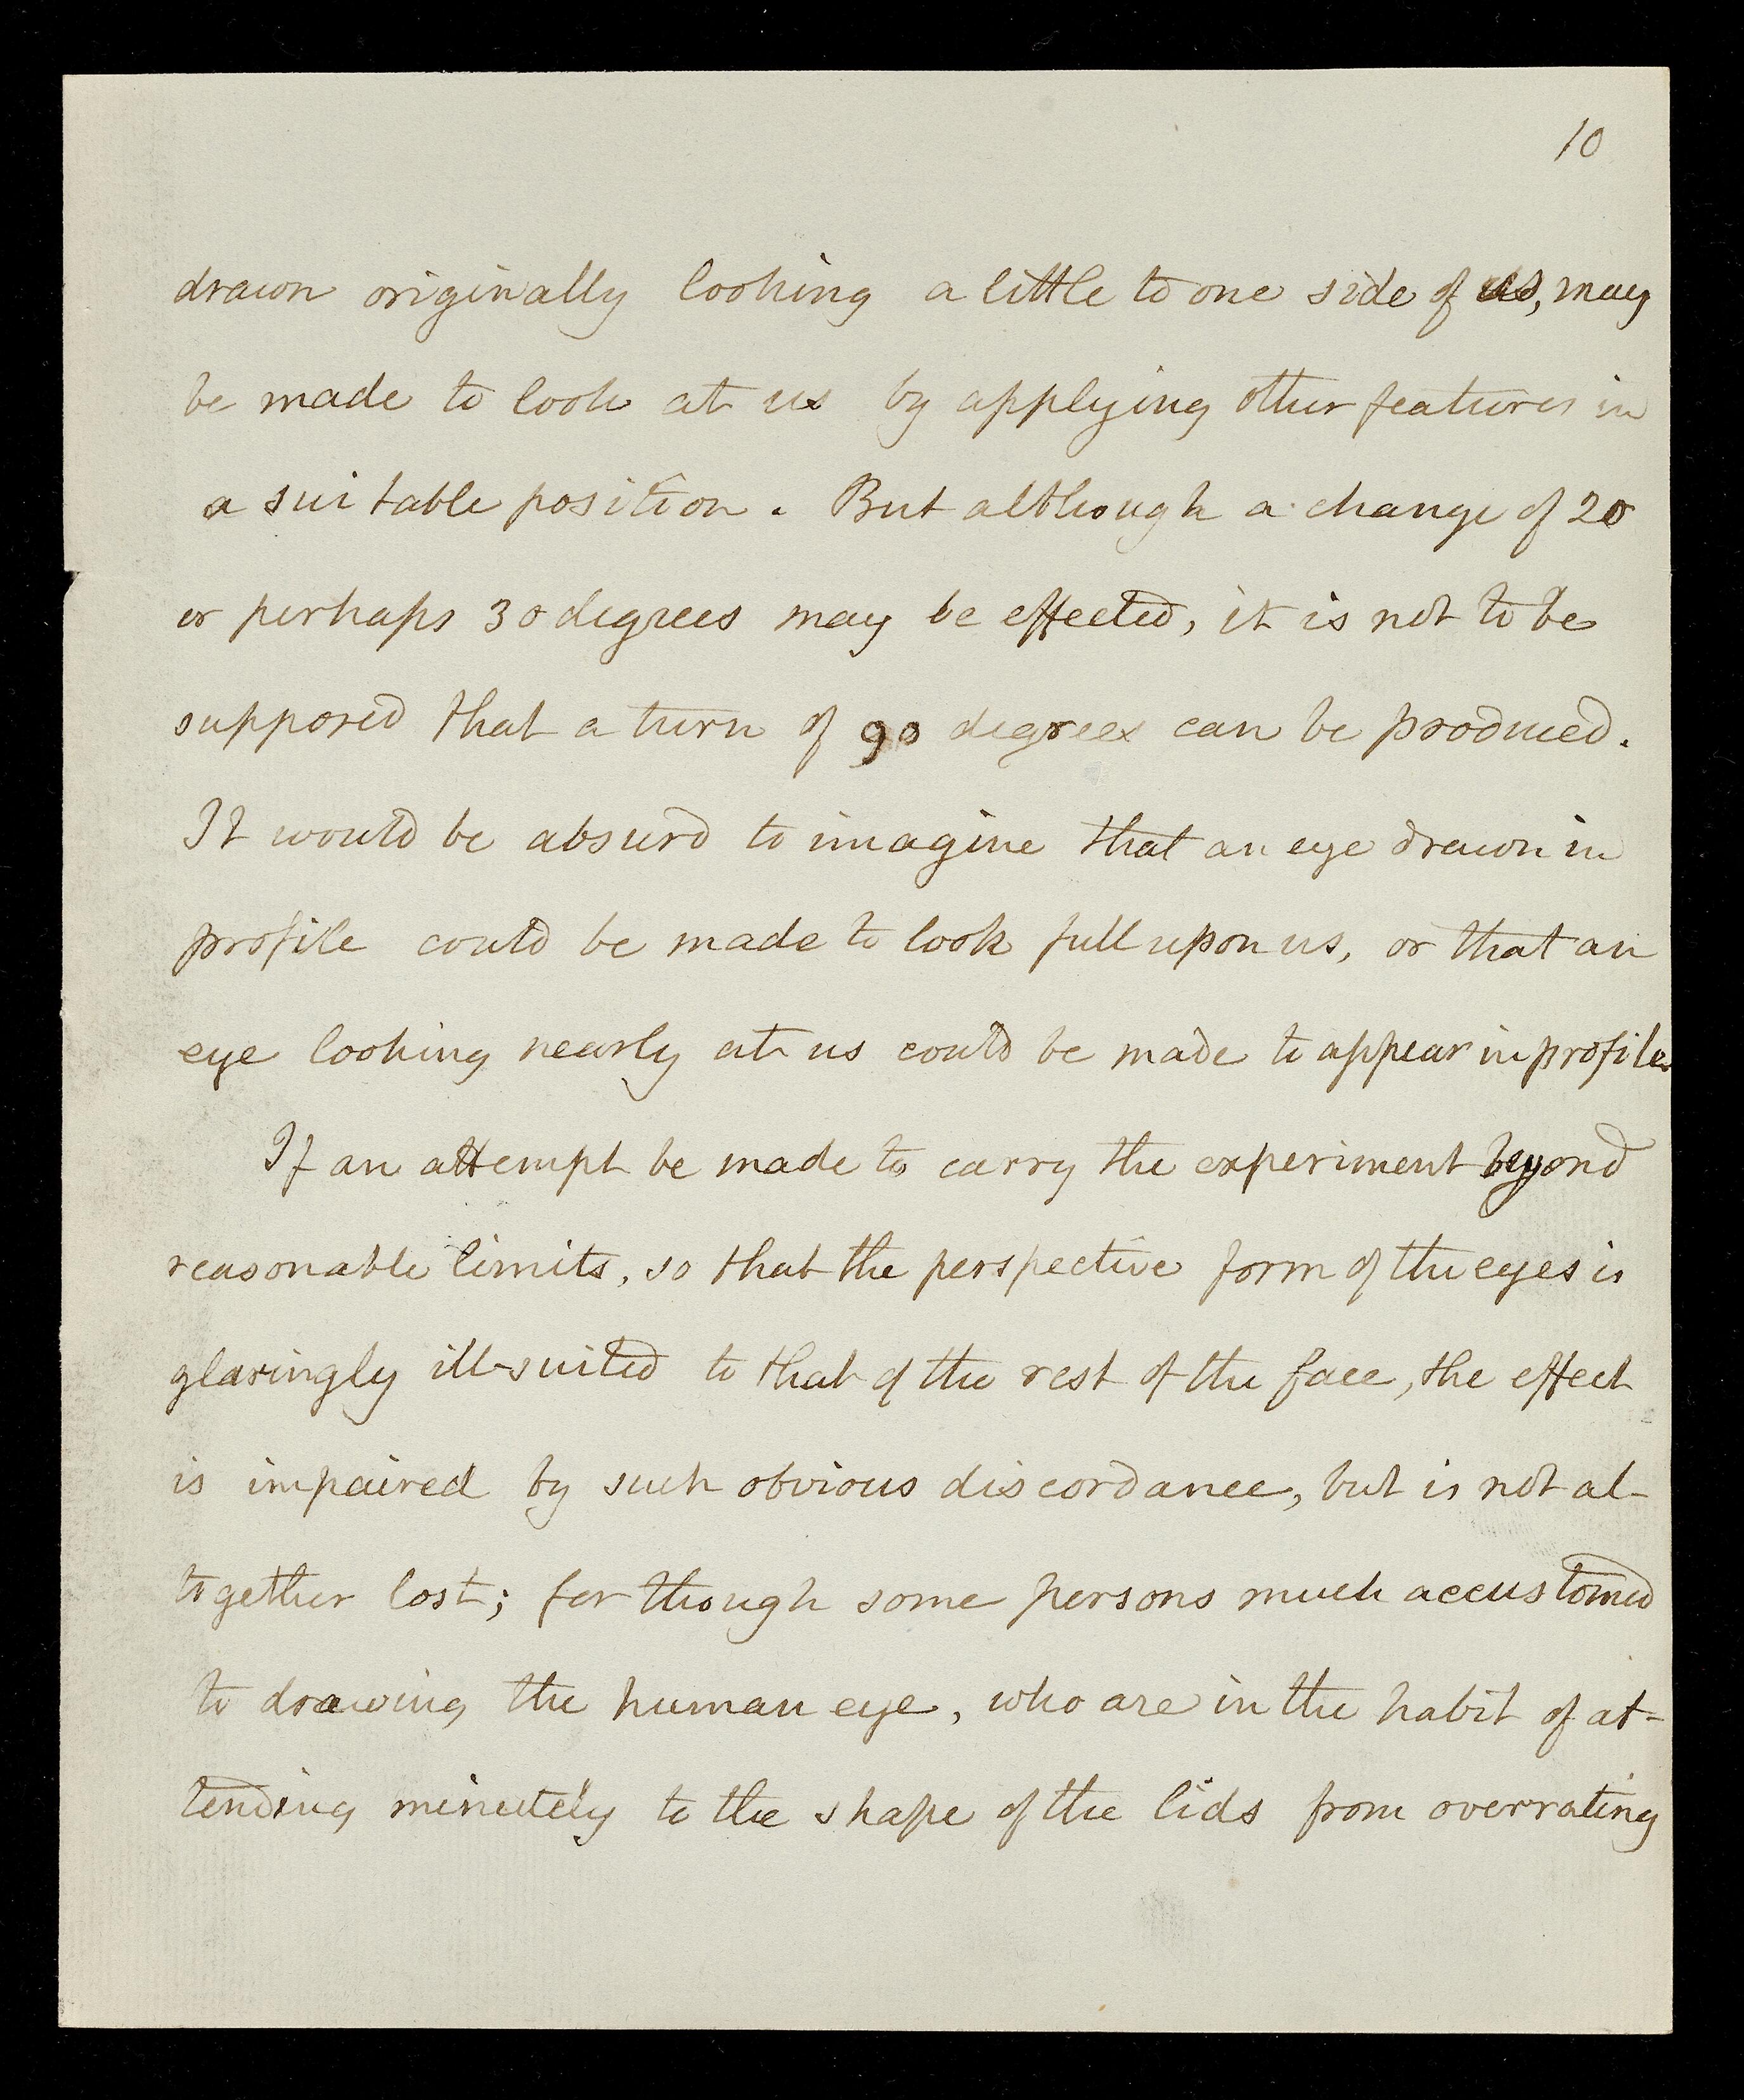 10
drawn originally looking a little to one side of us, may
be made to look at us by applying other features in
a suitable position. But although a change of 20
or perhaps 30 degrees may be effected, it is not to be
supposed that a turn of 90 degrees can be produced.
It would be absurd to imagine that an eye drawn in
profile could be made to look full upon us, or that an
eye looking nearly at us could be made to appear in profile.
If an attempt be made to carry the experiment beyond
reasonable limits, so that the perspective form of the eyes is
glaringly ill-suited to that of the rest of the face, the effect
is impaired by such obvious discordance, but is not al-
together lost; for though some persons much accustomed
to drawing the human eye, who are in the habit of at-
tending minutely to the shape of the lids from overrating